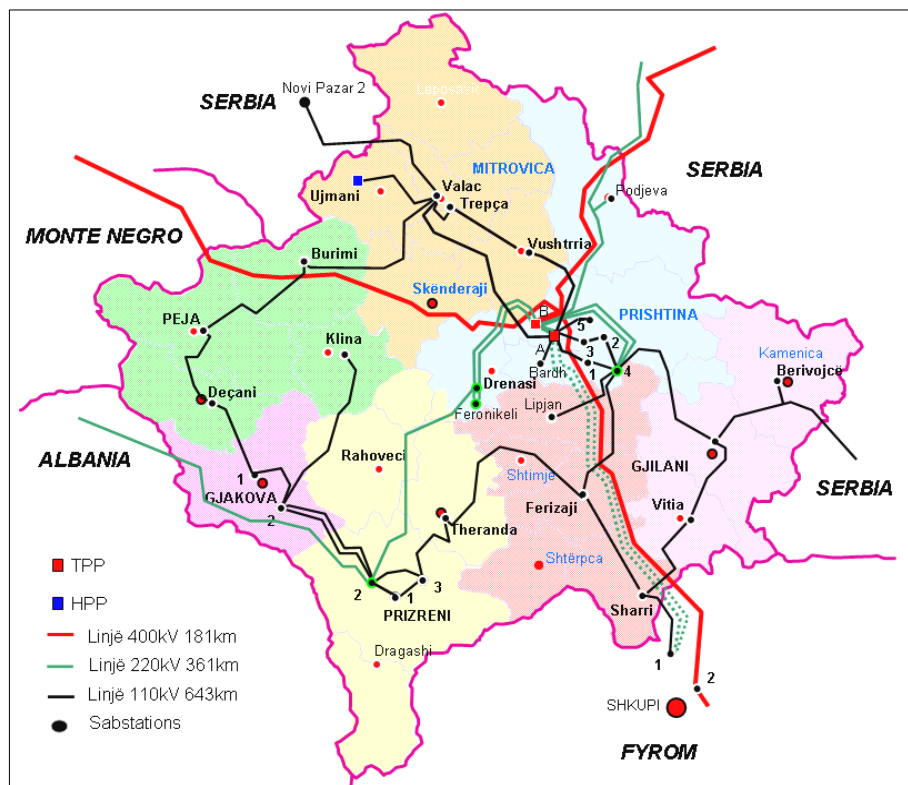 Novi Pazar 2
SERBIA
Leposaviq
MITROVICA
SERBIA
Ujmani
Valac
Trepça
Podjeva
MONTE NEGRO
Burimi
Vushtrria
Skënderaji
PEJA
B
PRISHTINA
Klina
5
2
A
3
Kamenica
Bardh
1
4
Berivojcë
Deçani
Drenasi
Feronikeli
Lipjan
ALBANIA
Rahoveci
Shtimje
GJILANI
1
GJAKOVA
2
SERBIA
Theranda
Ferizaji
Vitia
TPP
Shtërpca
2
1
3
HPP
PRIZRENI
Sharri
Linjë 400kV 181km
Dragashi
1
Linjë 220kV 361km
2
Linjë 110kV 643km
SHKUPI
Sabstations
FYROM